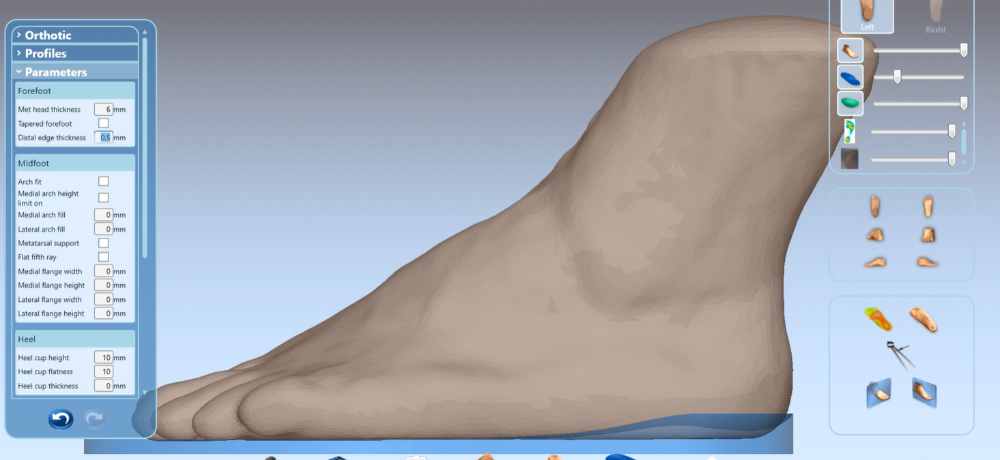 Orthotic
Profiles
Parameters
Forefoot
Met head thickness 6 mm
Tapered forefoot
Distal edge thickness 0.5 mm
Midfoot
Arch fit
Medial arch height
limit on
Medial arch fill 0 mm
Lateral arch fill 0 mm
Metatarsal support
Flat fifth ray
Medial flange width 0 mm
Medial flange height 0 mm
Lateral flange width 0 mm
Lateral flange height 0 mm
Heel
Heel cup height 10 mm
Heel cup flatness 10
Heel cup thickness 0 mm
Left Right